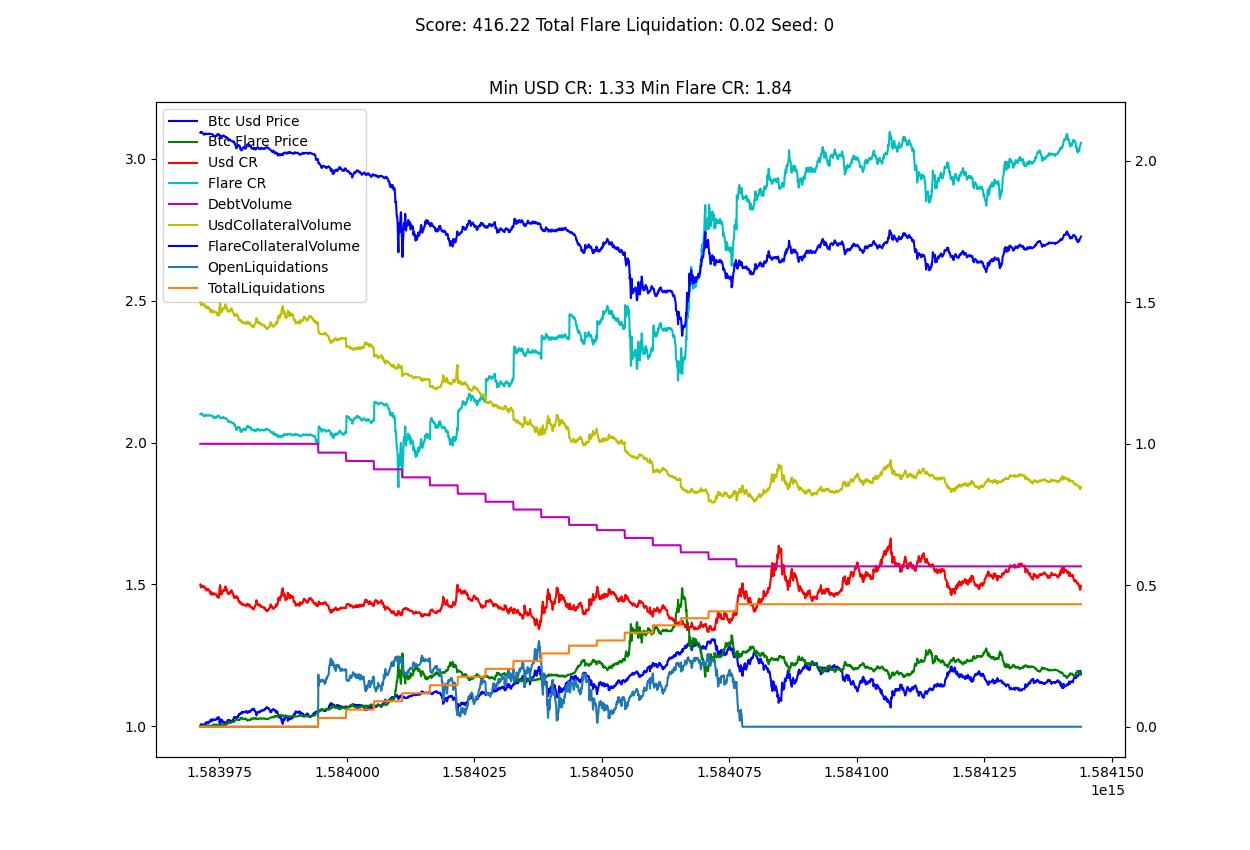 Score: 416.22 Total Flare Liquidation: 0.02 Seed: 0
Min USD CR: 1.33 Min Flare CR: 1.84
Btc Usd Price
Btc Flare Price
Usd CR
Flare CR
DebtVolume
UsdCollateralVolume
FlareCollateralVolume
OpenLiquidations
TotalLiquidations
3.0
2.5
2.0
1.5
1.0
2.0
1.5
1.0
0.5
0.0
1.583975 1.584000 1.584025 1.584050 1.584075 1.584100 1.584125 1.584150
1e15